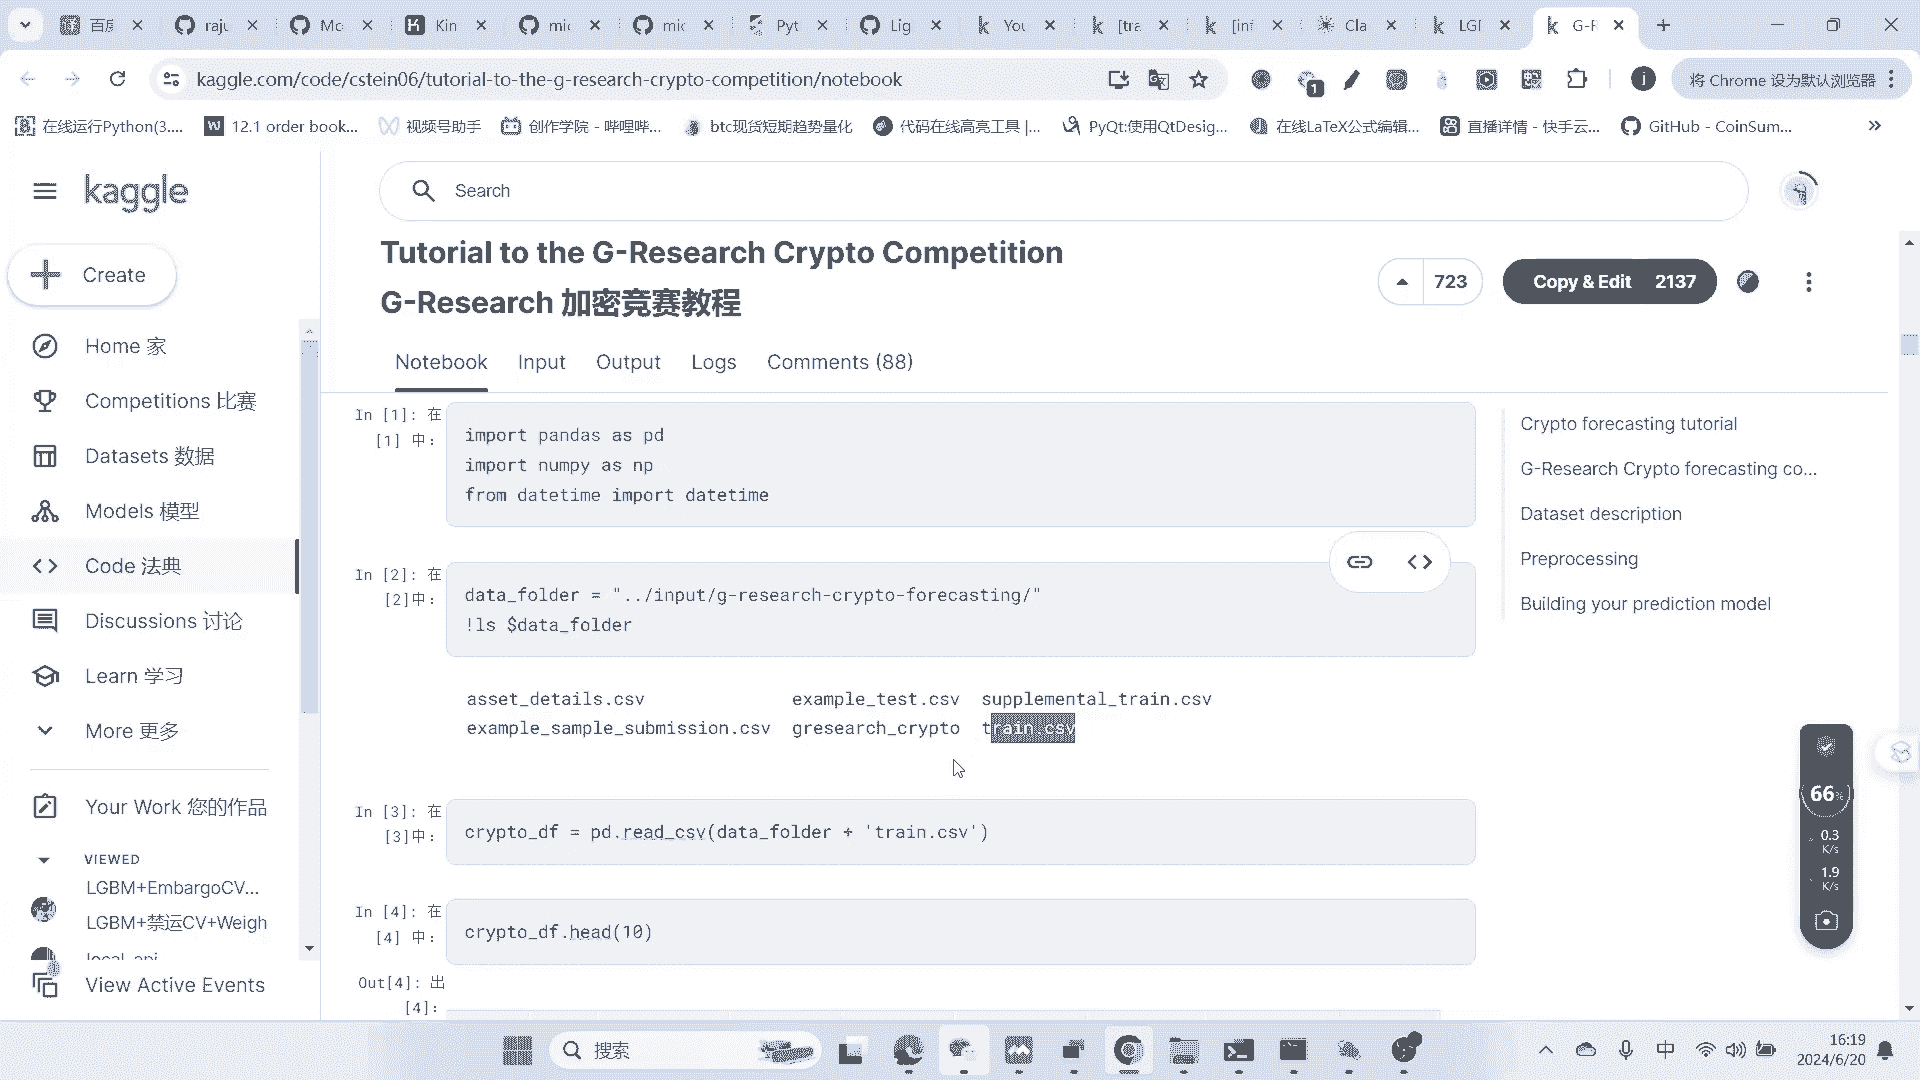 百度
raju
Mo
Kin
mic
mic
Pyt
Lig
You
[tra
[inf
Cla
LGI
G-R
kaggle.com/code/cstein06/tutorial-to-the-g-research-crypto-competition/notebook
1
j
将 Chrome 设为默认浏览器
在线运行Python(3....
12.1 order book...
视频号助手
创作学院 - 哔哩哔...
btc现货短期趋势量化
代码在线高亮工具 |...
PyQt:使用QtDesig...
在线LaTeX公式编辑...
直播详情 - 快手云...
GitHub - CoinSum...
kaggle
Search
Create
Home 家
Competitions 比赛
Datasets 数据
Models 模型
Code 法典
Discussions 讨论
Learn 学习
More 更多
Your Work 您的作品
VIEWED
LGBM+EmbargoCV...
LGBM+禁运CV+Weigh
local_api
View Active Events
Tutorial to the G-Research Crypto Competition
G-Research 加密竞赛教程
723
Copy & Edit 2137
Notebook
Input
Output
Logs
Comments (88)
In [1]: 在
[1] 中:
import pandas as pd
import numpy as np
from datetime import datetime
In [2]: 在
[2]中:
data_folder = "../input/g-research-crypto-forecasting/"
!ls $data_folder
asset_details.csv example_test.csv supplemental_train.csv
example_sample_submission.csv gresearch_crypto train.csv
In [3]: 在
[3]中:
crypto_df = pd.read_csv(data_folder + 'train.csv')
In [4]: 在
[4] 中:
crypto_df.head(10)
Out[4]: 出
[4]:
Crypto forecasting tutorial
G-Research Crypto forecasting co...
Dataset description
Preprocessing
Building your prediction model
66%
0.3
K/s
1.9
K/s
搜索
中
16:19
2024/6/20